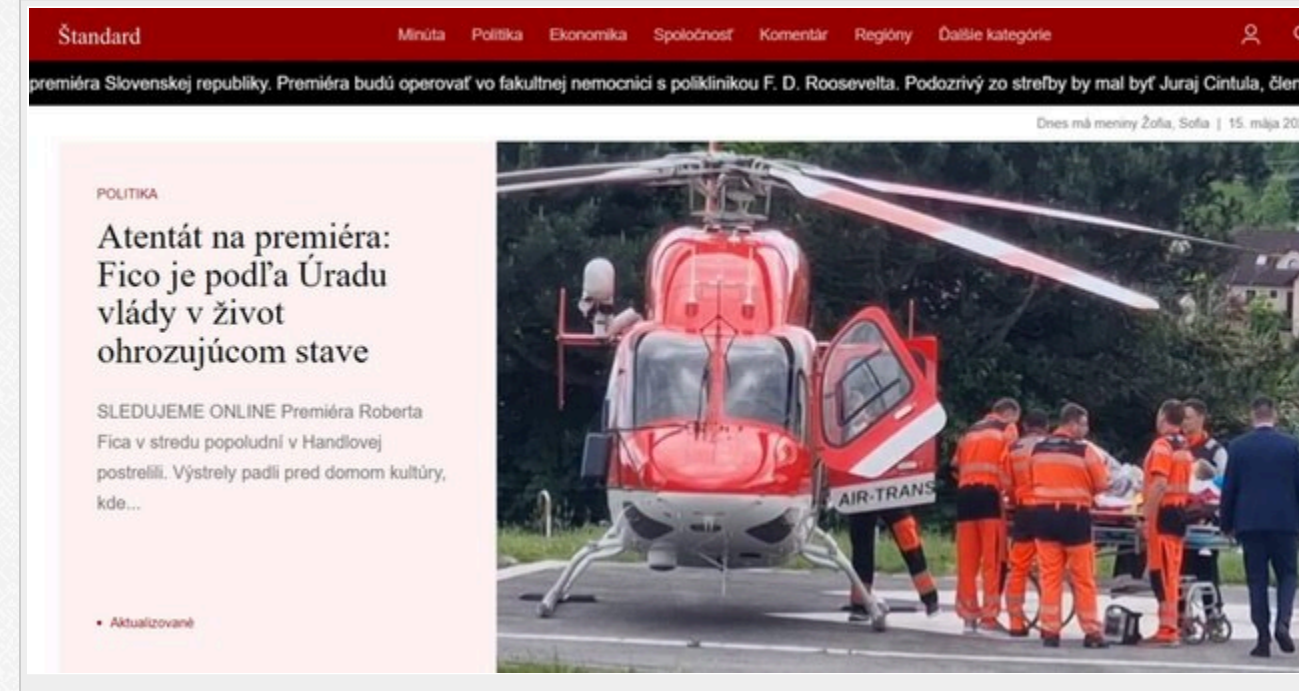 Štandard
Minúta Politika Ekonomika Spoločnosť Komentár Regióny Ďalšie kategórie
premiéra Slovenskej republiky. Premiéra budú operovať vo fakultnej nemocnici s poliklinikou F. D. Roosevelta. Podozrivý zo streľby by mal byť Juraj Cintula, člen
Dnes má meniny Žofia, Sofia | 15. mája 20
POLITIKA
Atentát na premiéra:
Fico je podľa Úradu
vlády v život
ohrozujúcom stave
SLEDUJEME ONLINE Premiéra Roberta
Fica v stredu popoludní v Handlovej
postrelili. Výstrely padli pred domom kultúry,
kde...
• Aktualizované
AIR-TRANS